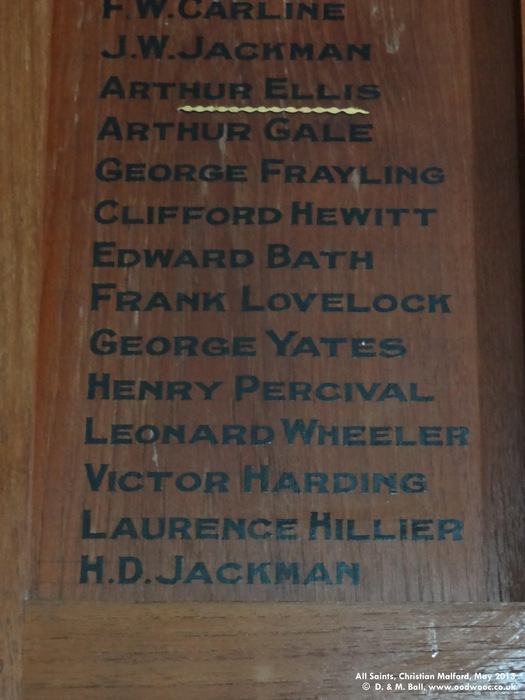 F.W. CARLINE
J.W. JACKMAN
ARTHUR ELLIS
ARTHUR GALE
GEORGE FRAYLING
CLIFFORD HEWITT
EDWARD BATH
FRANK LOVELOCK
GEORGE YATES
HENRY PERCIVAL
LEONARD WHEELER
VICTOR HARDING
LAURENCE HILLIER
H.D. JACKMAN
All Saints, Christian Malford, May 2013
© D. & M. Ball, www.oodwooc.co.uk